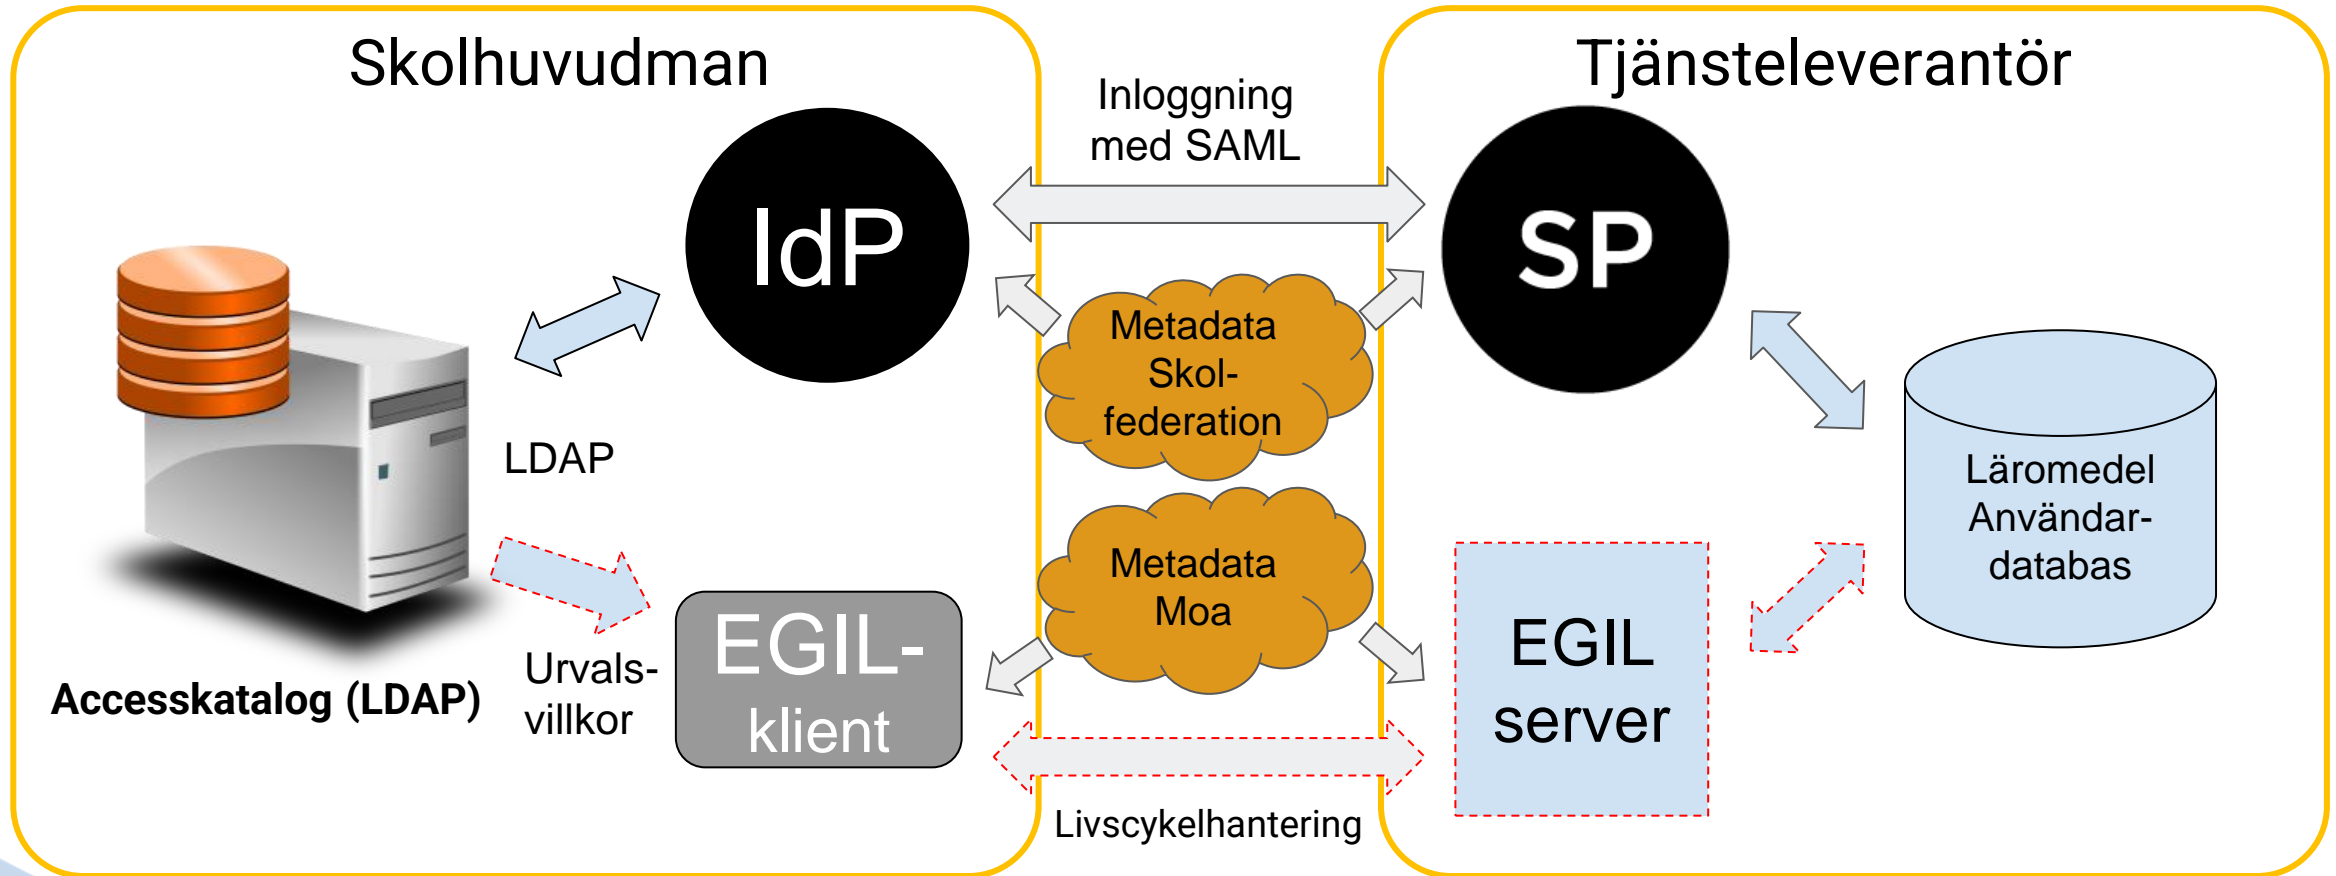 Skolhuvudman
Tjänsteleverantör
Inloggning
med SAML
IdP
SP
Metadata
Skol-
federation
LDAP
Läromedel
Användar-
databas
Metadata
Moa
EGIL-
klient
EGIL
server
Urvals-
villkor
Accesskatalog (LDAP)
Livscykelhantering